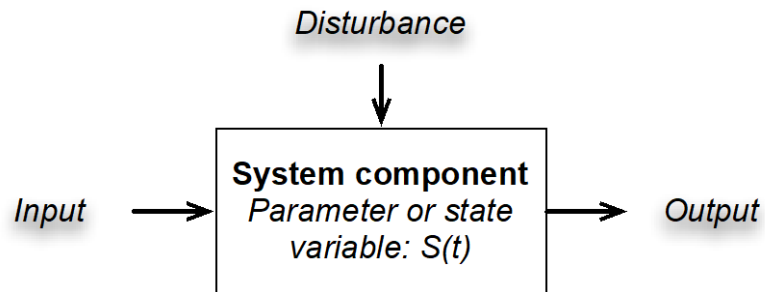 Disturbance
System component
Input
Parameter or state
Output
variable: S(t)